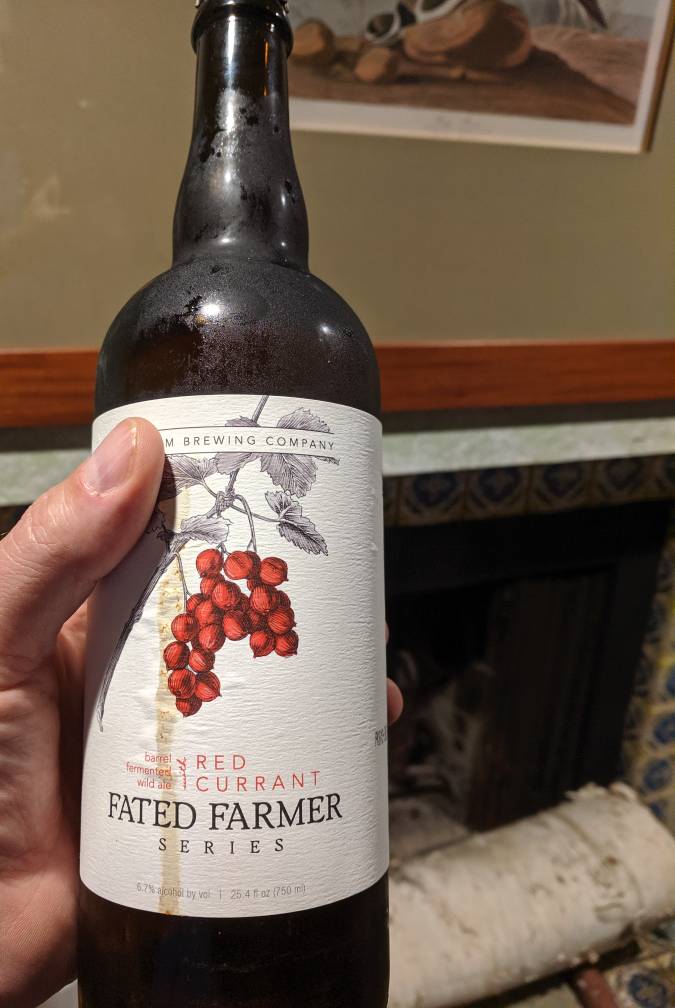 M BREWING COMPANY
barrel
fermented
wild ale
with
RED
CURRANT
FATED FARMER
SERIES
6.7% alcohol by vol | 25.4 fl oz (750 ml)